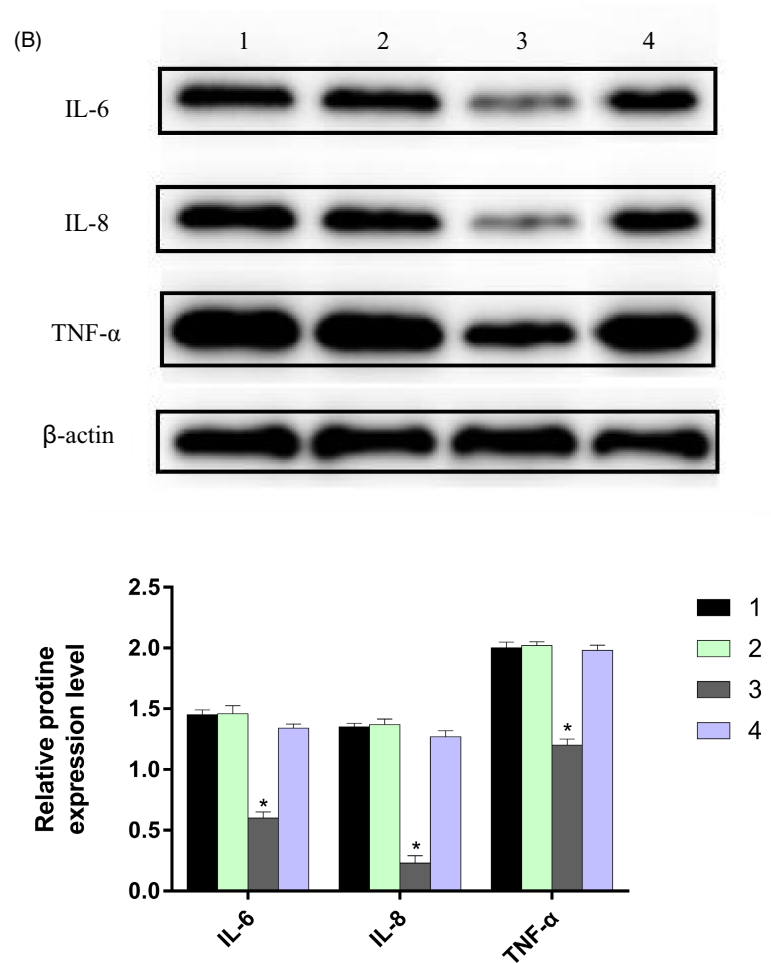 (B)
1 2 3 4
IL-6
IL-8
TNF-α
β-actin
Relative protine
expression level
2.5
2.0
1.5
1.0
0.5
0.0
* * *
IL-6 IL-8 TNF-α
1
2
3
4